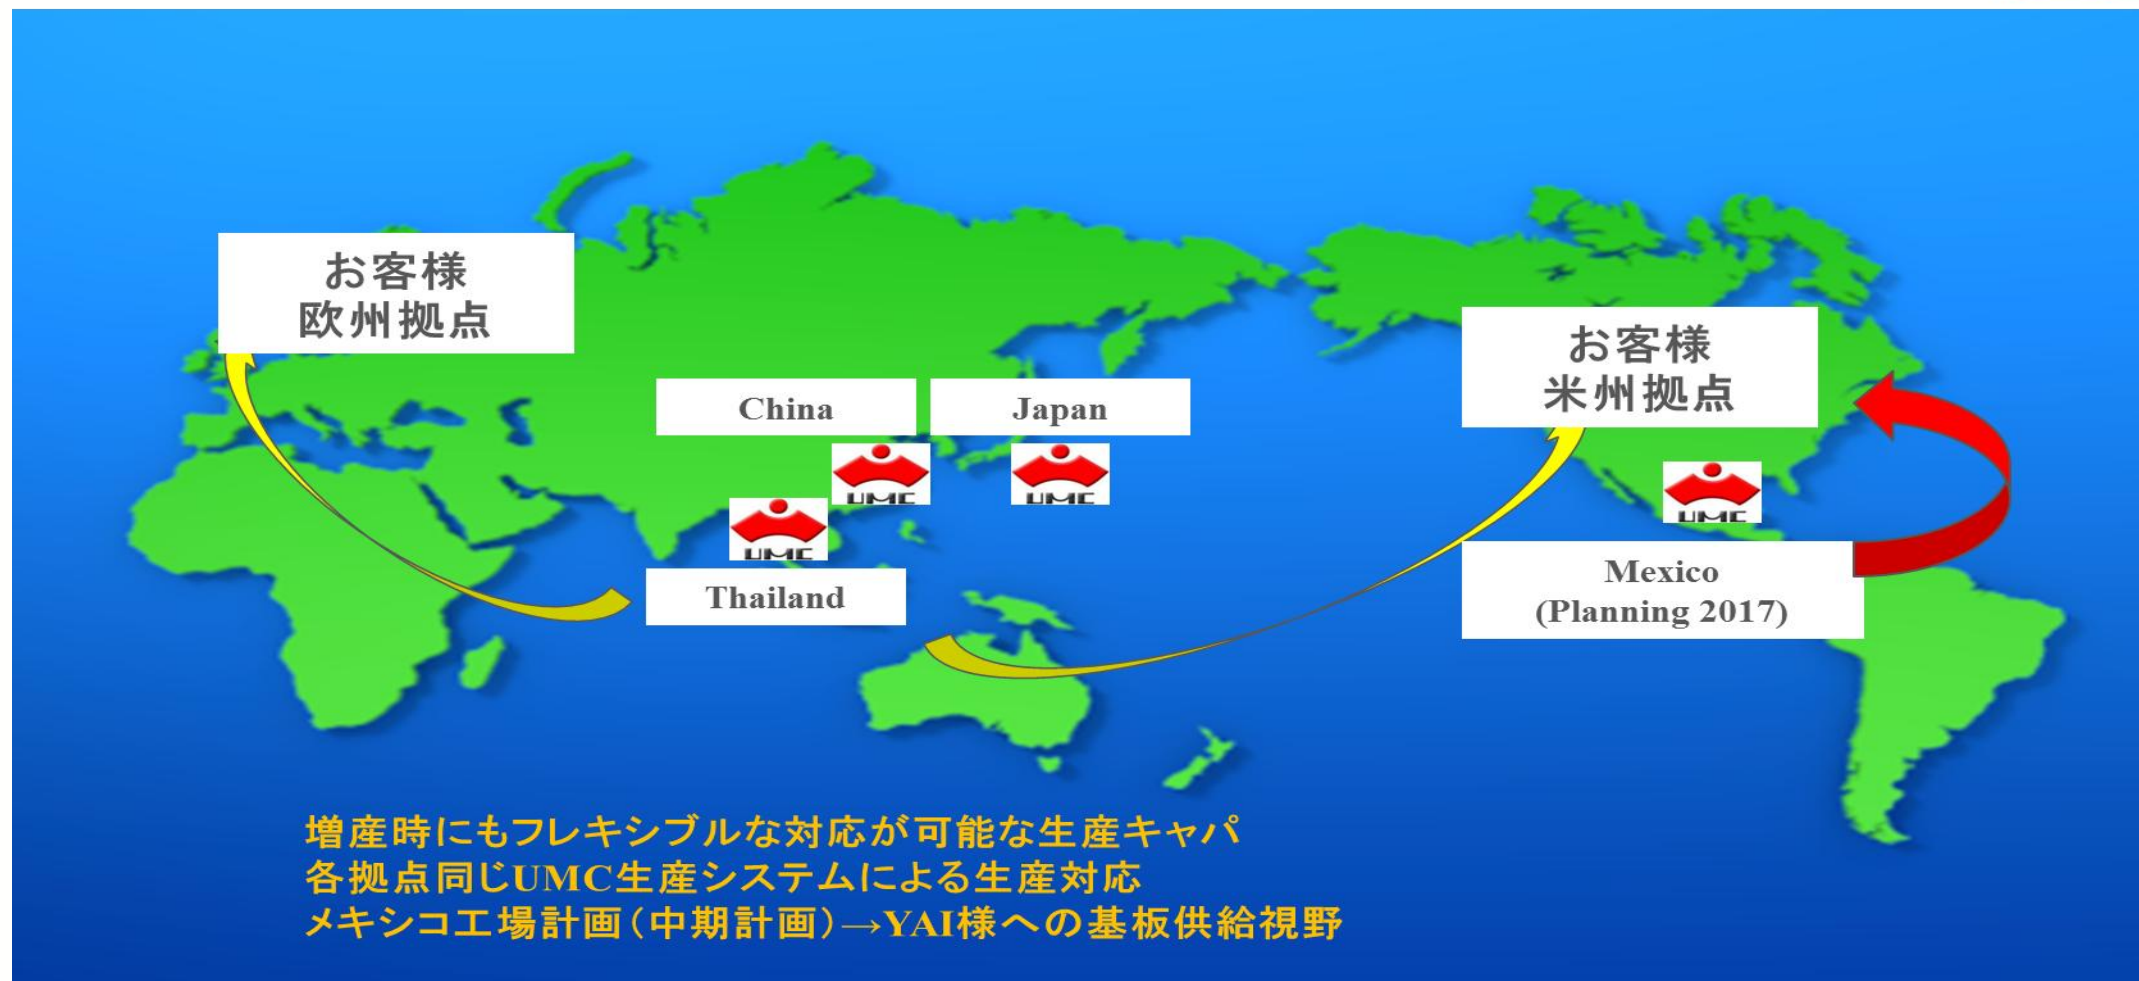 お客様
欧州拠点
お客様
米州拠点
China
Japan
UMC
UMC
UMC
UMC
Thailand
Mexico
(Planning 2017)
増産時にもフレキシブルな対応が可能な生産キャパ
各拠点同じUMC生産システムによる生産対応
メキシコ工場計画（中期計画）→YAI様への基板供給視野